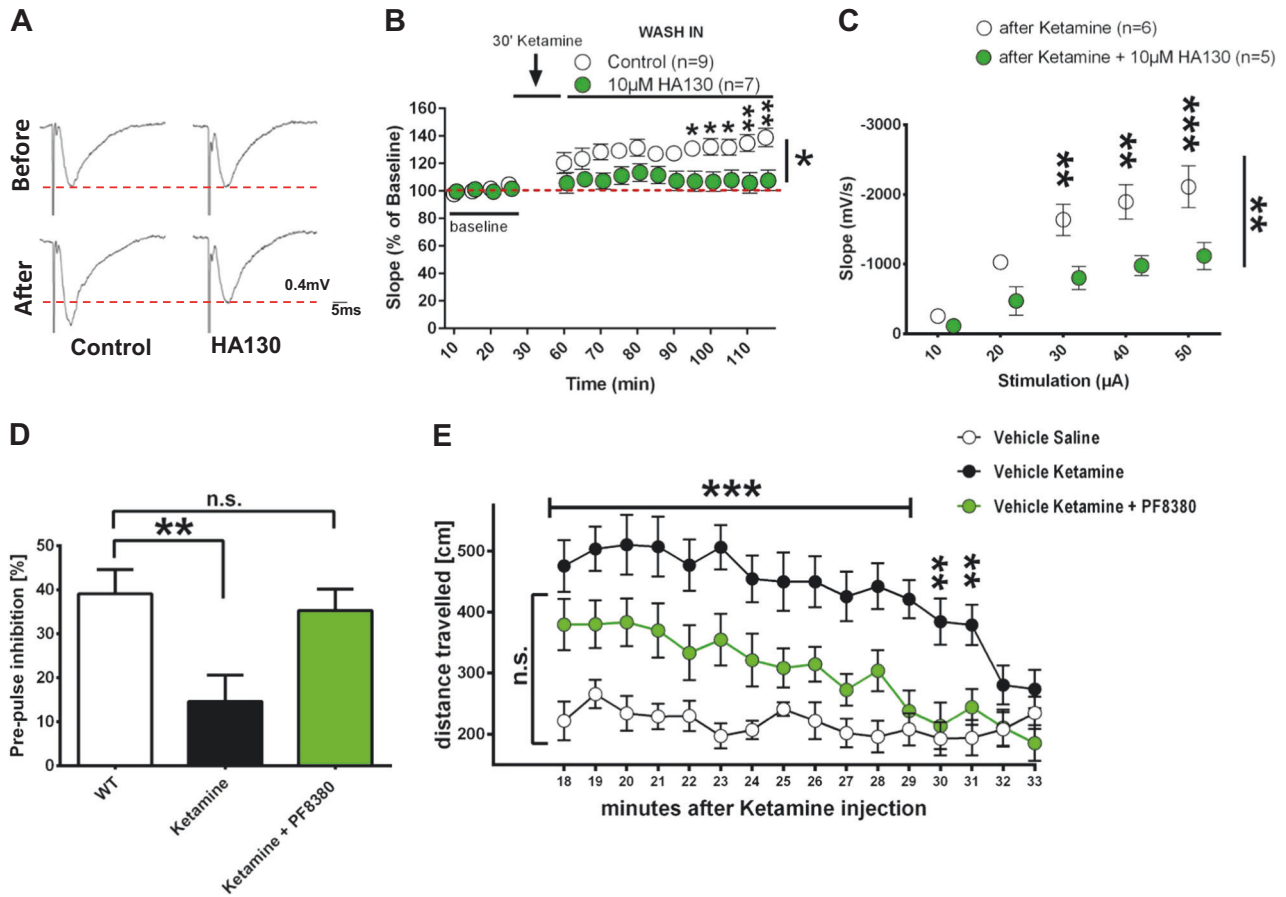 A
Before
After
0.4mV
5ms
Control
HA130
B
WASH IN
30' Ketamine
Control (n=9)
10µM HA130 (n=7)
Slope (% of Baseline)
160
140
120
100
80
60
40
20
0
baseline
*
*
*
**
**
*
10
20
30
60
70
80
90
100
110
Time (min)
C
after Ketamine (n=6)
after Ketamine + 10µM HA130 (n=5)
Slope (mV/s)
-3000
-2000
-1000
0
**
**
***
**
10
20
30
40
50
Stimulation (µA)
D
n.s.
**
Pre-pulse inhibition [%]
50
40
30
20
10
0
WT
Ketamine
Ketamine + PF8380
E
Vehicle Saline
Vehicle Ketamine
Vehicle Ketamine + PF8380
***
**
**
n.s.
distance travelled [cm]
500
400
300
200
18 19 20 21 22 23 24 25 26 27 28 29 30 31 32 33
minutes after Ketamine injection